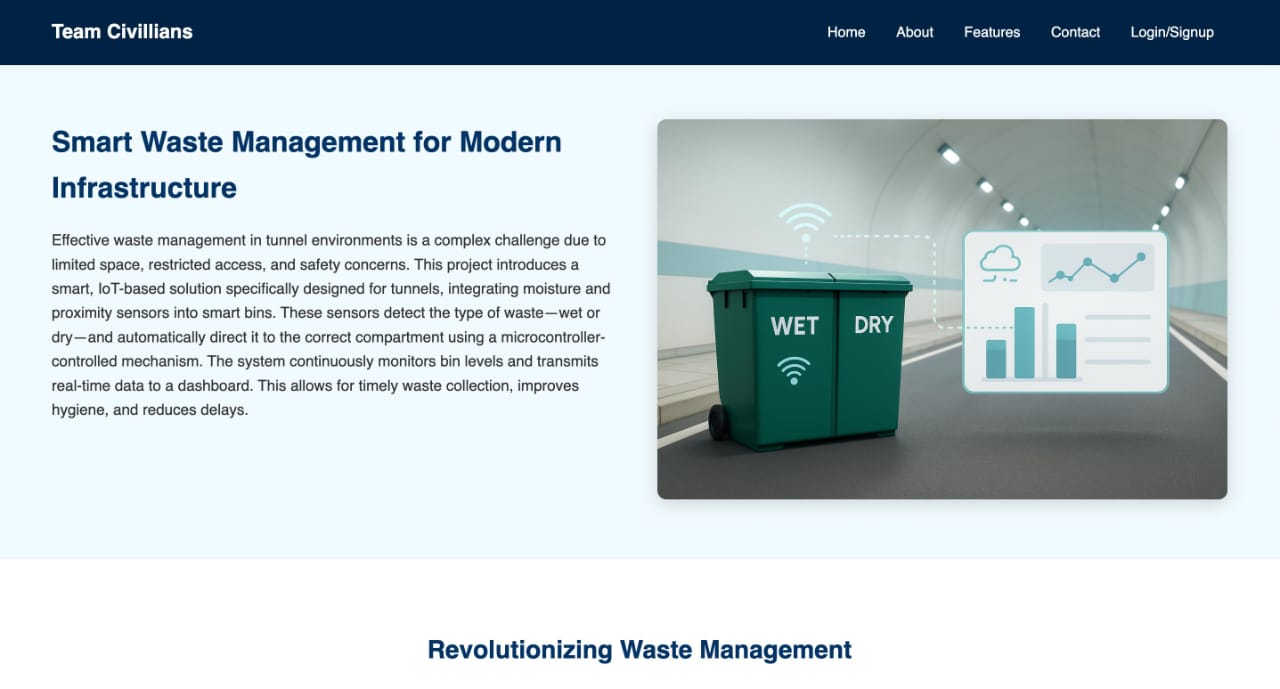 Team Civillians
Home About Features Contact Login/Signup
Smart Waste Management for Modern
Infrastructure
Effective waste management in tunnel environments is a complex challenge due to
limited space, restricted access, and safety concerns. This project introduces a
smart, IoT-based solution specifically designed for tunnels, integrating moisture and
proximity sensors into smart bins. These sensors detect the type of waste—wet or
dry—and automatically direct it to the correct compartment using a microcontroller-
controlled mechanism. The system continuously monitors bin levels and transmits
real-time data to a dashboard. This allows for timely waste collection, improves
hygiene, and reduces delays.
WET DRY
Revolutionizing Waste Management